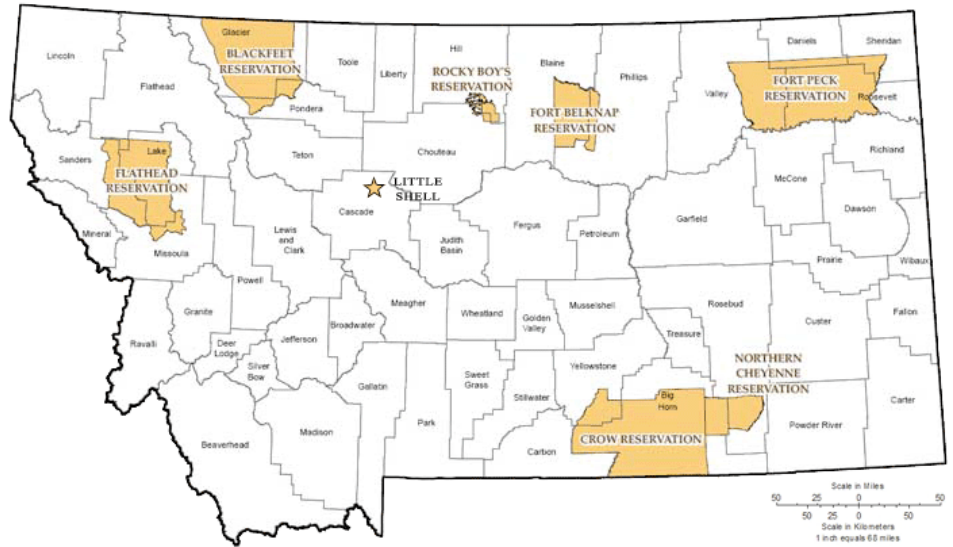 Glacier
BLACKFEET
RESERVATION
Lincoln
Flathead
Toole
Liberty
Hill
ROCKY BOY'S
RESERVATION
Blaine
FORT BELKNAP
RESERVATION
Phillips
Valley
Daniels
Sheridan
FORT PECK
RESERVATION
Roosevelt
Pondera
Sanders
Lake
FLATHEAD
RESERVATION
Teton
Chouteau
LITTLE
SHELL
Cascade
McCone
Richland
Dawson
Mineral
Missoula
Lewis
and
Clark
Judith
Basin
Fergus
Petroleum
Garfield
Prairie
Wibaux
Powell
Granite
Ravalli
Deer
Lodge
Silver
Bow
Jefferson
Broadwater
Meagher
Wheatland
Golden
Valley
Musselshell
Rosebud
Treasure
Custer
Fallon
Beaverhead
Madison
Gallatin
Park
Sweet
Grass
Stillwater
Yellowstone
Carbon
Big
Horn
CROW RESERVATION
NORTHERN
CHEYENNE
RESERVATION
Powder River
Carter
Scale in Miles
50 25 0 50
50 25 0 50
Scale in Kilometers
1 inch equals 68 miles